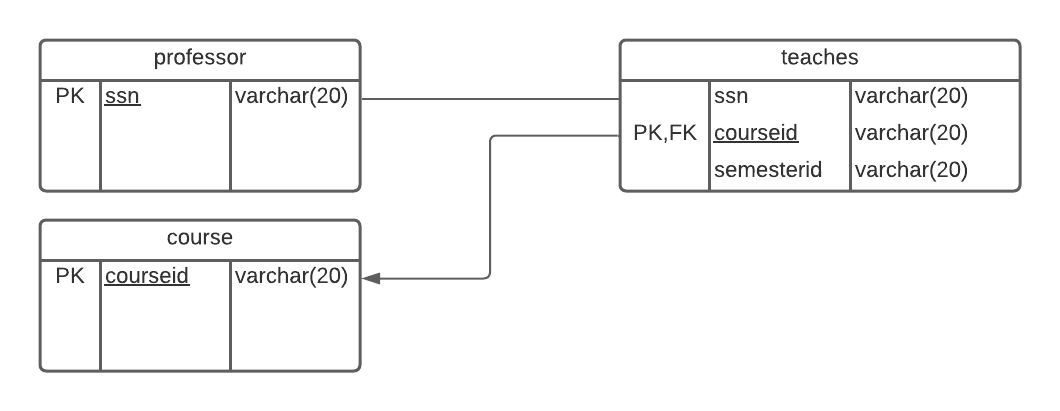 professor
PK ssn varchar(20)
teaches
ssn varchar(20)
PK,FK courseid varchar(20)
semesterid varchar(20)
course
PK courseid varchar(20)